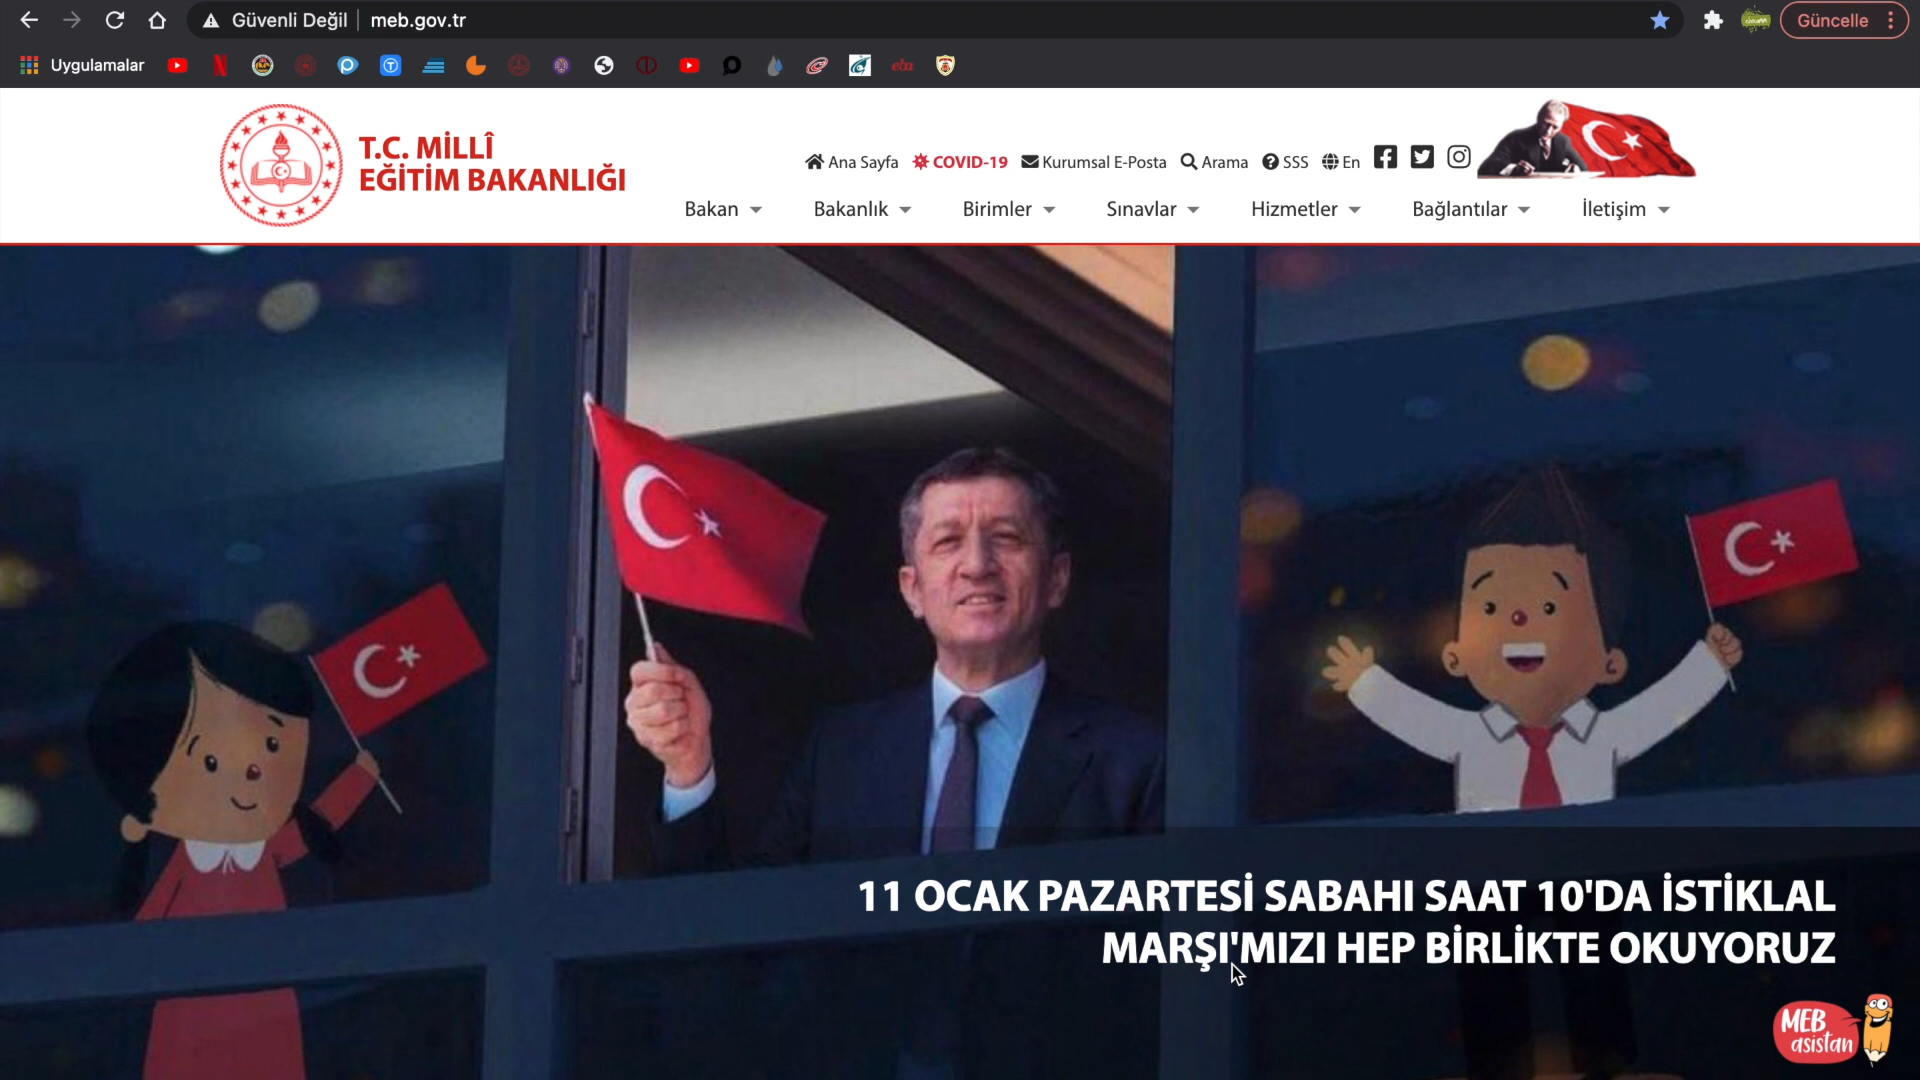 Güvenli Değil
meb.gov.tr
Güncelle
Uygulamalar
eba
T.C. MİLLÎ
EĞİTİM BAKANLIĞI
Ana Sayfa
COVID-19
Kurumsal E-Posta
Arama
SSS
En
Bakan
Bakanlık
Birimler
Sınavlar
Hizmetler
Bağlantılar
İletişim
11 OCAK PAZARTESİ SABAHI SAAT 10'DA İSTİKLAL
MARŞI'MIZI HEP BİRLİKTE OKUYORUZ
MEB
asistan